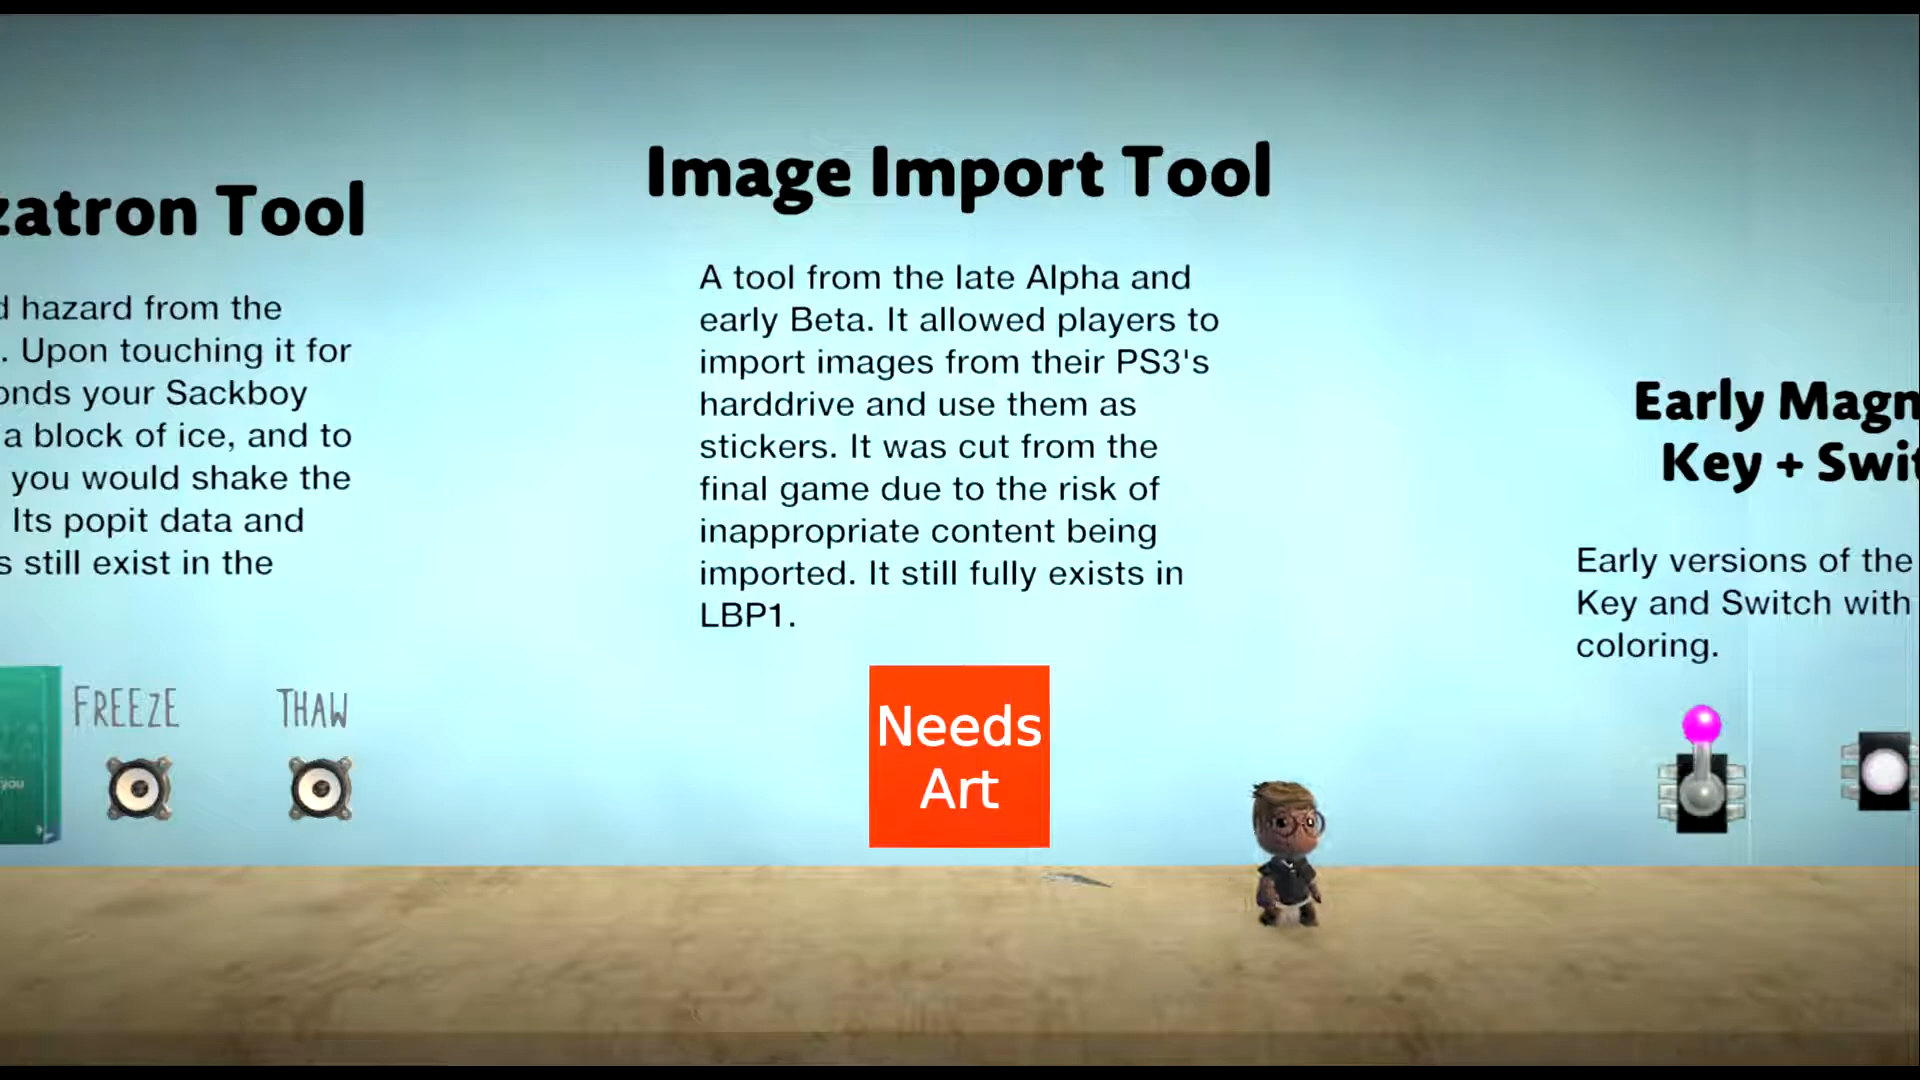 zatron Tool
d hazard from the
. Upon touching it for
onds your Sackboy
a block of ice, and to
you would shake the
Its popit data and
s still exist in the
you
FREEZE
THAW
Image Import Tool
A tool from the late Alpha and
early Beta. It allowed players to
import images from their PS3's
harddrive and use them as
stickers. It was cut from the
final game due to the risk of
inappropriate content being
imported. It still fully exists in
LBP1.
Needs
Art
Early Magn
Key + Swit
Early versions of the
Key and Switch with
coloring.